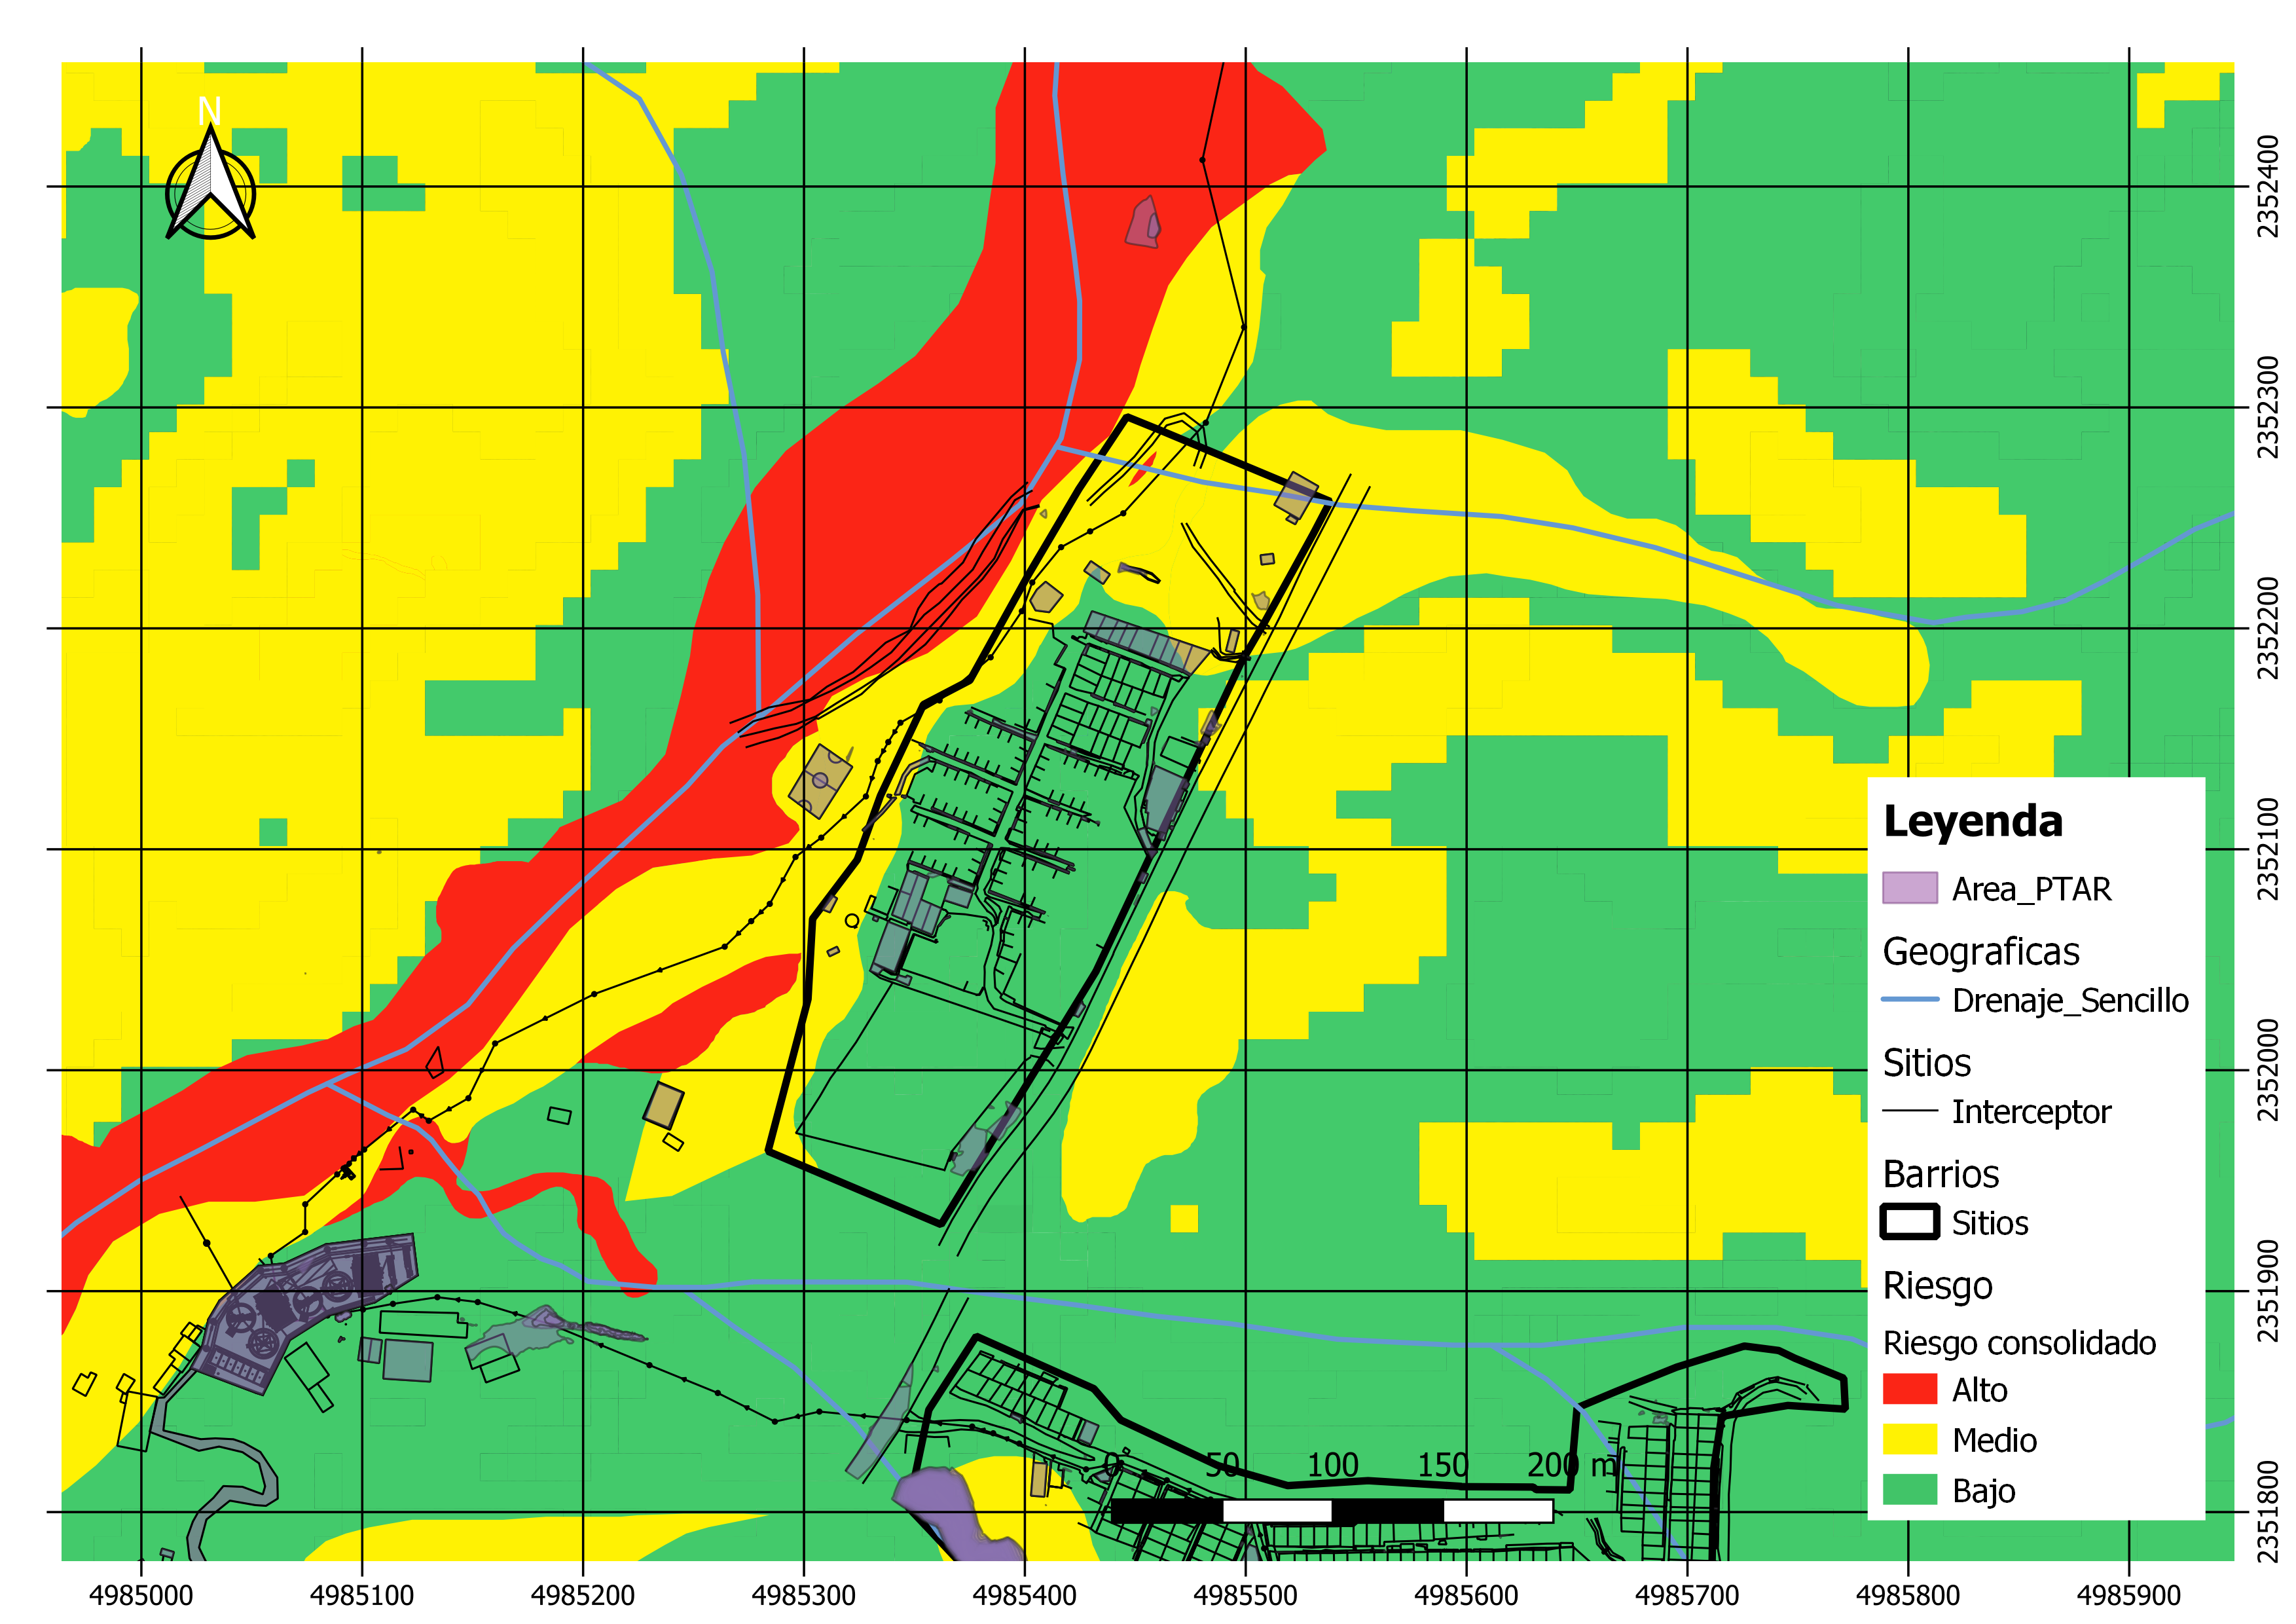 N
2352400
2352300
2352200
2352100
2352000
2351900
2351800
Leyenda
Area_PTAR
Geograficas
Drenaje_Sencillo
Sitios
Interceptor
Barrios
Sitios
Riesgo
Riesgo consolidado
Alto
Medio
Bajo
0 50 100 150 200 m
4985000 4985100 4985200 4985300 4985400 4985500 4985600 4985700 4985800 4985900